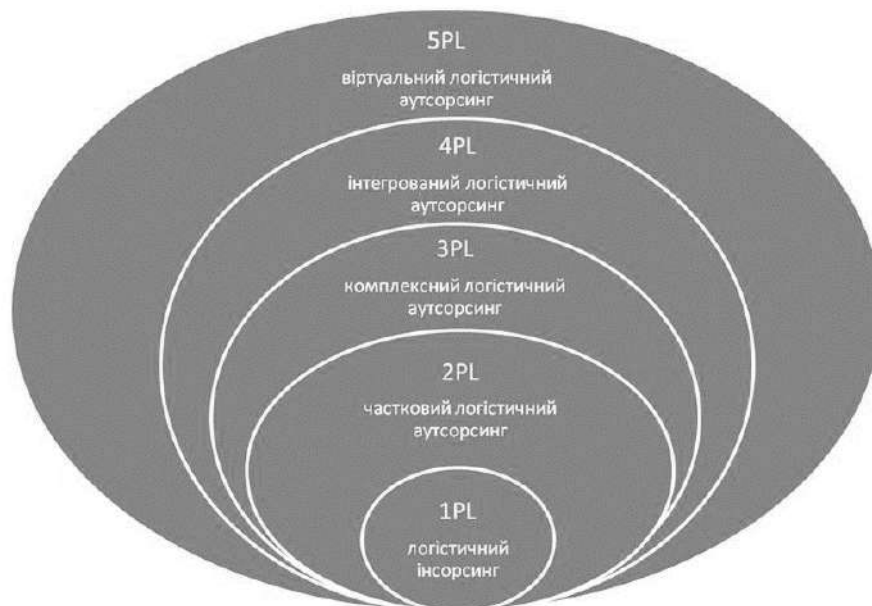 5PL
віртуальний логістичний
аутсорсинг
4PL
інтегрований логістичний
аутсорсинг
3PL
комплексний логістичний
аутсорсинг
2PL
частковий логістичний
аутсорсинг
1PL
логістичний
інсорсинг